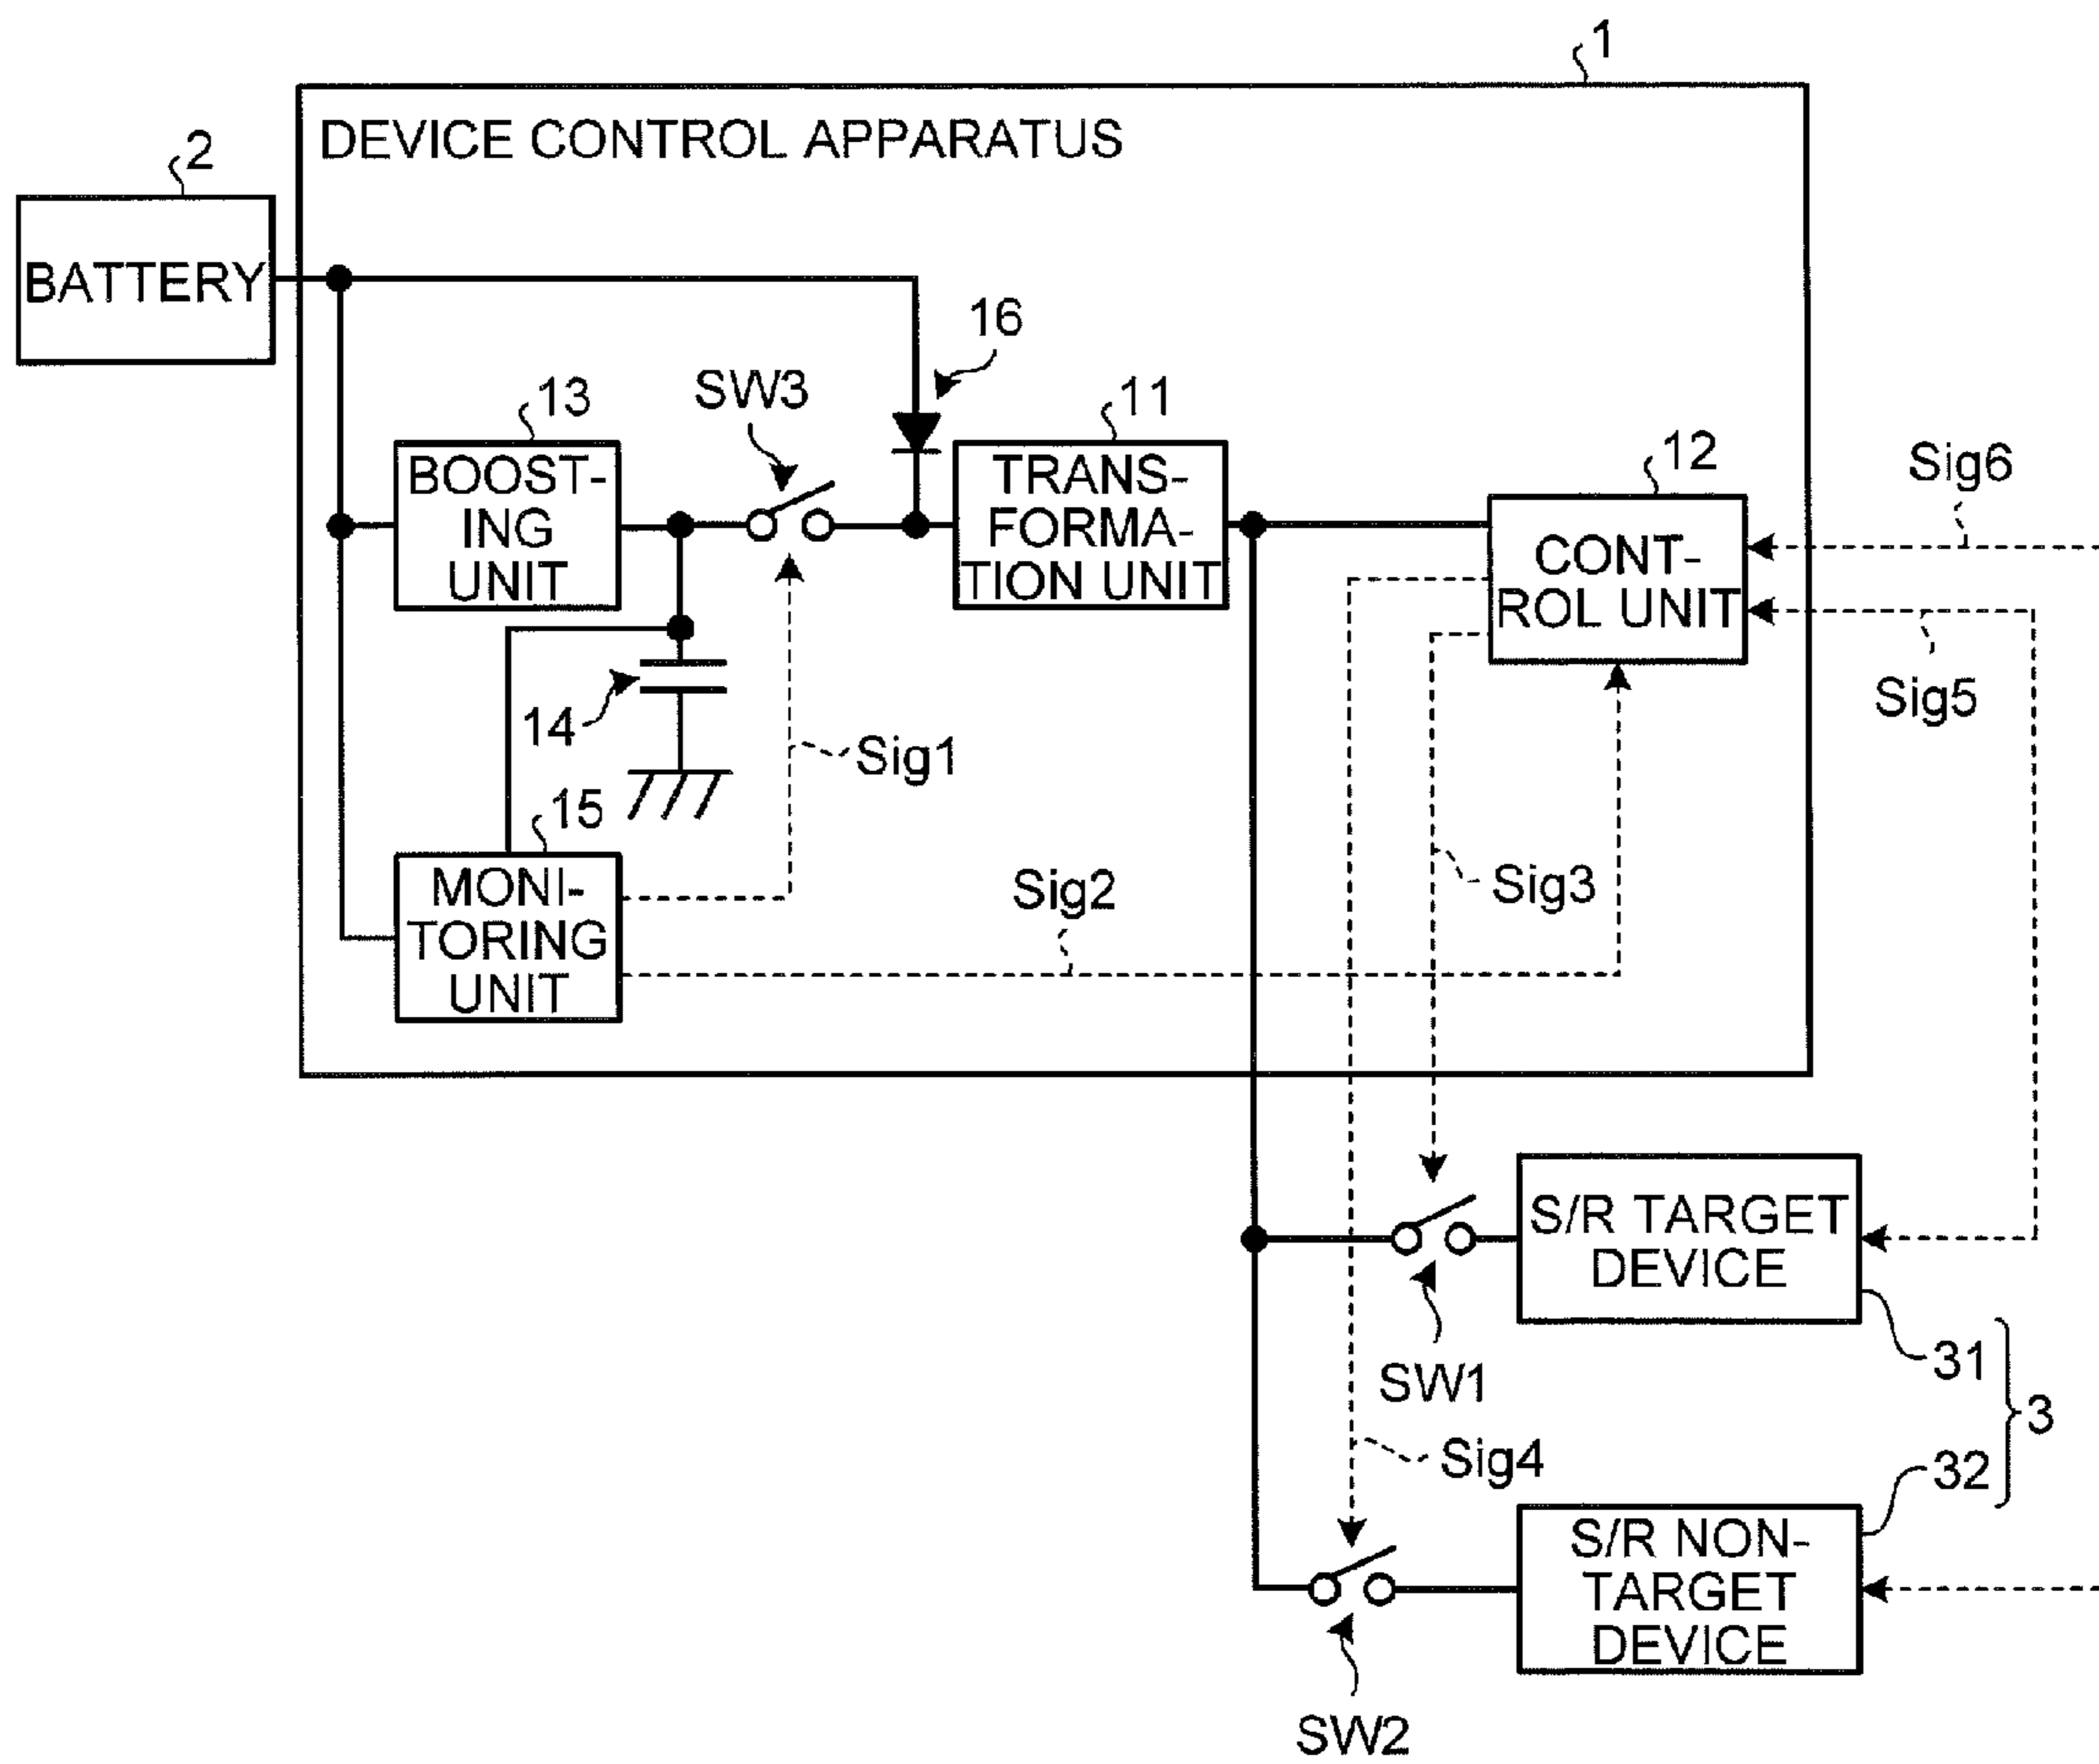 1
DEVICE CONTROL APPARATUS
2
BATTERY
16
SW3
13
11
12
Sig6
BOOST-
ING
UNIT
TRANS-
FORMA-
TION UNIT
CONT-
ROL UNIT
Sig5
14
Sig1
15
MONI-
TORING
UNIT
Sig2
Sig3
S/R TARGET
DEVICE
SW1
31
3
Sig4
32
S/R NON-
TARGET
DEVICE
SW2